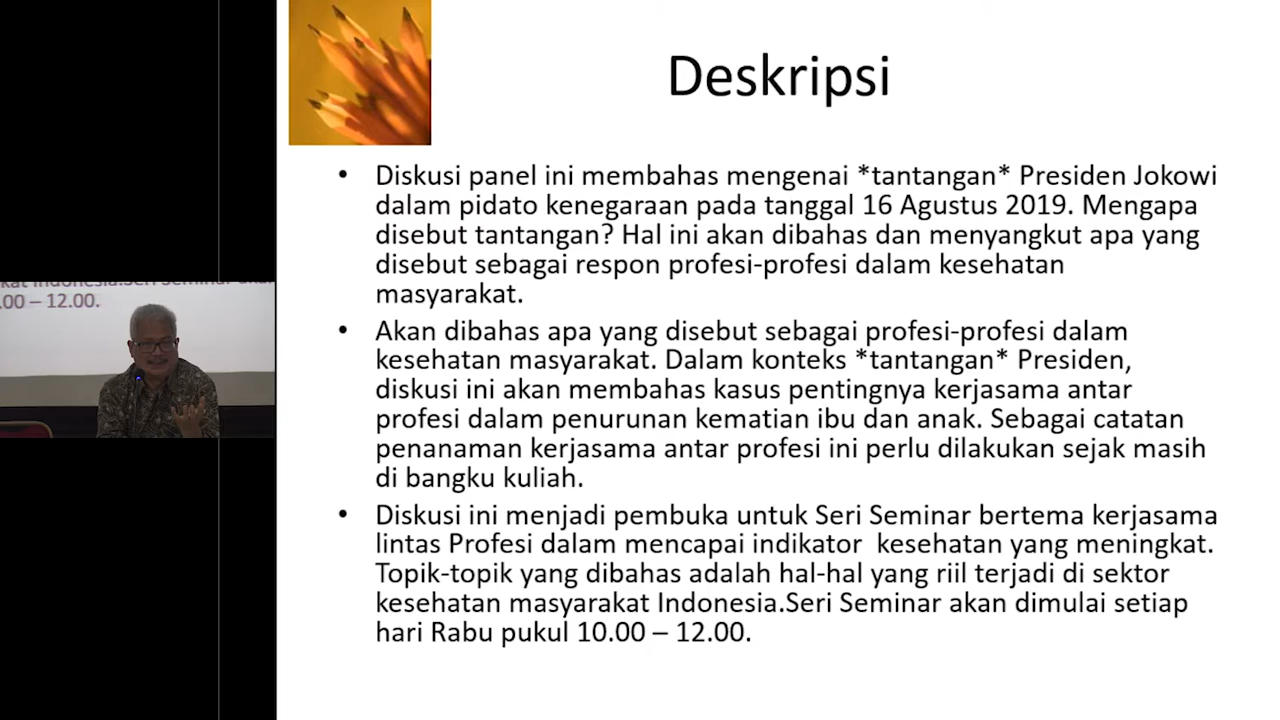 Deskripsi
• Diskusi panel ini membahas mengenai *tantangan* Presiden Jokowi
dalam pidato kenegaraan pada tanggal 16 Agustus 2019. Mengapa
disebut tantangan? Hal ini akan dibahas dan menyangkut apa yang
disebut sebagai respon profesi-profesi dalam kesehatan
masyarakat.
• Akan dibahas apa yang disebut sebagai profesi-profesi dalam
kesehatan masyarakat. Dalam konteks *tantangan* Presiden,
diskusi ini akan membahas kasus pentingnya kerjasama antar
profesi dalam penurunan kematian ibu dan anak. Sebagai catatan
penanaman kerjasama antar profesi ini perlu dilakukan sejak masih
di bangku kuliah.
• Diskusi ini menjadi pembuka untuk Seri Seminar bertema kerjasama
lintas Profesi dalam mencapai indikator  kesehatan yang meningkat.
Topik-topik yang dibahas adalah hal-hal yang riil terjadi di sektor
kesehatan masyarakat Indonesia.Seri Seminar akan dimulai setiap
hari Rabu pukul 10.00 – 12.00.
.00 – 12.00.